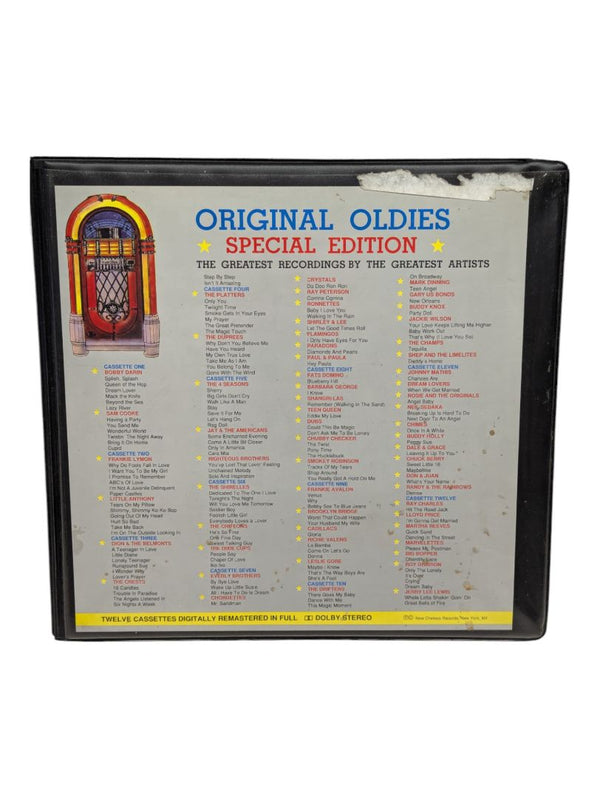 ORIGINAL OLDIES
SPECIAL EDITION
THE GREATEST RECORDINGS BY THE GREATEST ARTISTS
CASSETTE ONE
BOBBY DARIN
Splish, Splash
Queen of the Hop
Dream Lover
Mack the Knife
Beyond the Sea
Lazy River
SAM COOKE
Having a Party
You Send Me
Wonderful World
Twistin The Night Away
Bring it on Home
Cupid
CASSETTE TWO
FRANKIE LYMON
Why Do Fools Fall In Love
I Want You To Be My Girl
I Promise To Remember
ABC's Of Love
I'm Not A Juvenile Delinquent
Paper Castles
LITTLE ANTHONY
Tears On My Pillow
Shimmy, Shimmy Ko Ko Bop
Going Out Of My Head
Hurt So Bad
Take Me Back
I'm On The Outside Looking In
CASSETTE THREE
DION & THE BELMONTS
A Teenager In Love
Little Diane
Lonely Teenager
Runaround Sue
I Wonder Why
Lover's Prayer
THE CRESTS
16 Candles
Trouble In Paradise
The Angels Listened In
Six Nights A Week
Step By Step
Isn't It Amazing
CASSETTE FOUR
THE PLATTERS
Only You
Twilight Time
Smoke Gets In Your Eyes
My Prayer
The Great Pretender
The Magic Touch
THE DUPREES
Why Don't You Believe Me
Have You Heard
My Own True Love
Take Me As I Am
You Belong To Me
Gone With The Wind
CASSETTE FIVE
THE 4 SEASONS
Sherry
Big Girls Don't Cry
Walk Like A Man
Stay
Save It For Me
Let's Hang On
Rag Doll
JAY & THE AMERICANS
Some Enchanted Evening
Come A Little Bit Closer
Only In America
Cara Mia
RIGHTEOUS BROTHERS
You've Lost That Lovin' Feeling
Unchained Melody
Soul And Inspiration
CASSETTE SIX
THE SHIRELLES
Dedicated To The One I Love
Tonights The Night
Will You Love Me Tomorrow
Soldier Boy
Foolish Little Girl
Everybody Loves a Lover
THE CHIFFONS
He's So Fine
One Fine Day
Sweetest Talking Guy
THE DIXIE CUPS
People Say
Chapel Of Love
Iko Iko
CASSETTE SEVEN
EVERLY BROTHERS
By Bye Love
Wake Up Little Susie
All I Have To Do Is Dream
CHORDETTES
Mr. Sandman
CRYSTALS
Da Doo Ron Ron
RAY PETERSON
Corrina Corrina
RONNETTES
Baby I Love You
Walking In The Rain
SHIRLEY & LEE
Let The Good Times Roll
FLAMINGOS
I Only Have Eyes For You
PARADONS
Diamonds And Pearls
PAUL & PAULA
Hey Paula
CASSETTE EIGHT
FATS DOMINO
Blueberry Hill
BARBARA GEORGE
I Know
SHANGRI-LAS
Remember (Walking In The Sand)
TEEN QUEEN
Eddie My Love
DUBS
Could This Be Magic
Don't Ask Me To Be Lonely
CHUBBY CHECKER
The Twist
Pony Time
The Hucklebuck
SMOKEY ROBINSON
Tracks Of My Tears
Shop Around
You Really Got A Hold On Me
CASSETTE NINE
FRANKIE AVALON
Venus
Why
Bobby Sox To Blue Jeans
BROOKLYN BRIDGE
Worst That Could Happen
Your Husband My Wife
CADILLACS
Gloria
RICHIE VALENS
La Bamba
Come On Let's Go
Donna
LESLIE GORE
Maybe I Know
That's The Way Boys Are
She's A Fool
CASSETTE TEN
THE DRIFTERS
There Goes My Baby
Dance With Me
This Magic Moment
On Broadway
MARK DINNING
Teen Angel
GARY US BONDS
New Orleans
BUDDY KNOX
Party Doll
JACKIE WILSON
Your Love Keeps Lifting Me Higher
Baby Work Out
That's Why (I Love You So)
THE CHAMPS
Tequila
SHEP AND THE LIMELITES
Daddy's Home
CASSETTE ELEVEN
JOHNNY MATHIS
Chances Are
DREAM LOVERS
When We Get Married
ROSIE AND THE ORIGINALS
Angel Baby
NEIL SEDAKA
Breaking Up Is Hard To Do
Next Door To An Angel
CHIMES
Once In A While
BUDDY HOLLY
Peggy Sue
DALE & GRACE
Leaving It Up To You
CHUCK BERRY
Sweet Little 16
Maybelline
DON & JUAN
What's Your Name
RANDY & THE RAINBOWS
Denise
CASSETTE TWELVE
RAY CHARLES
Hit The Road Jack
LLOYD PRICE
I'm Gonna Get Married
MARTHA REEVES
Quick Sand
Dancing In The Street
MARVELETTES
Please Mr. Postman
BIG BOPPER
Chantilly Lace
ROY ORBISON
Only The Lonely
It's Over
Crying
Dream Baby
JERRY LEE LEWIS
Whole Lotta Shakin' Goin' On
Great Balls of Fire
TWELVE CASSETTES DIGITALLY REMASTERED IN FULL DOLBY STEREO
New Chelsea Records, New York, NY